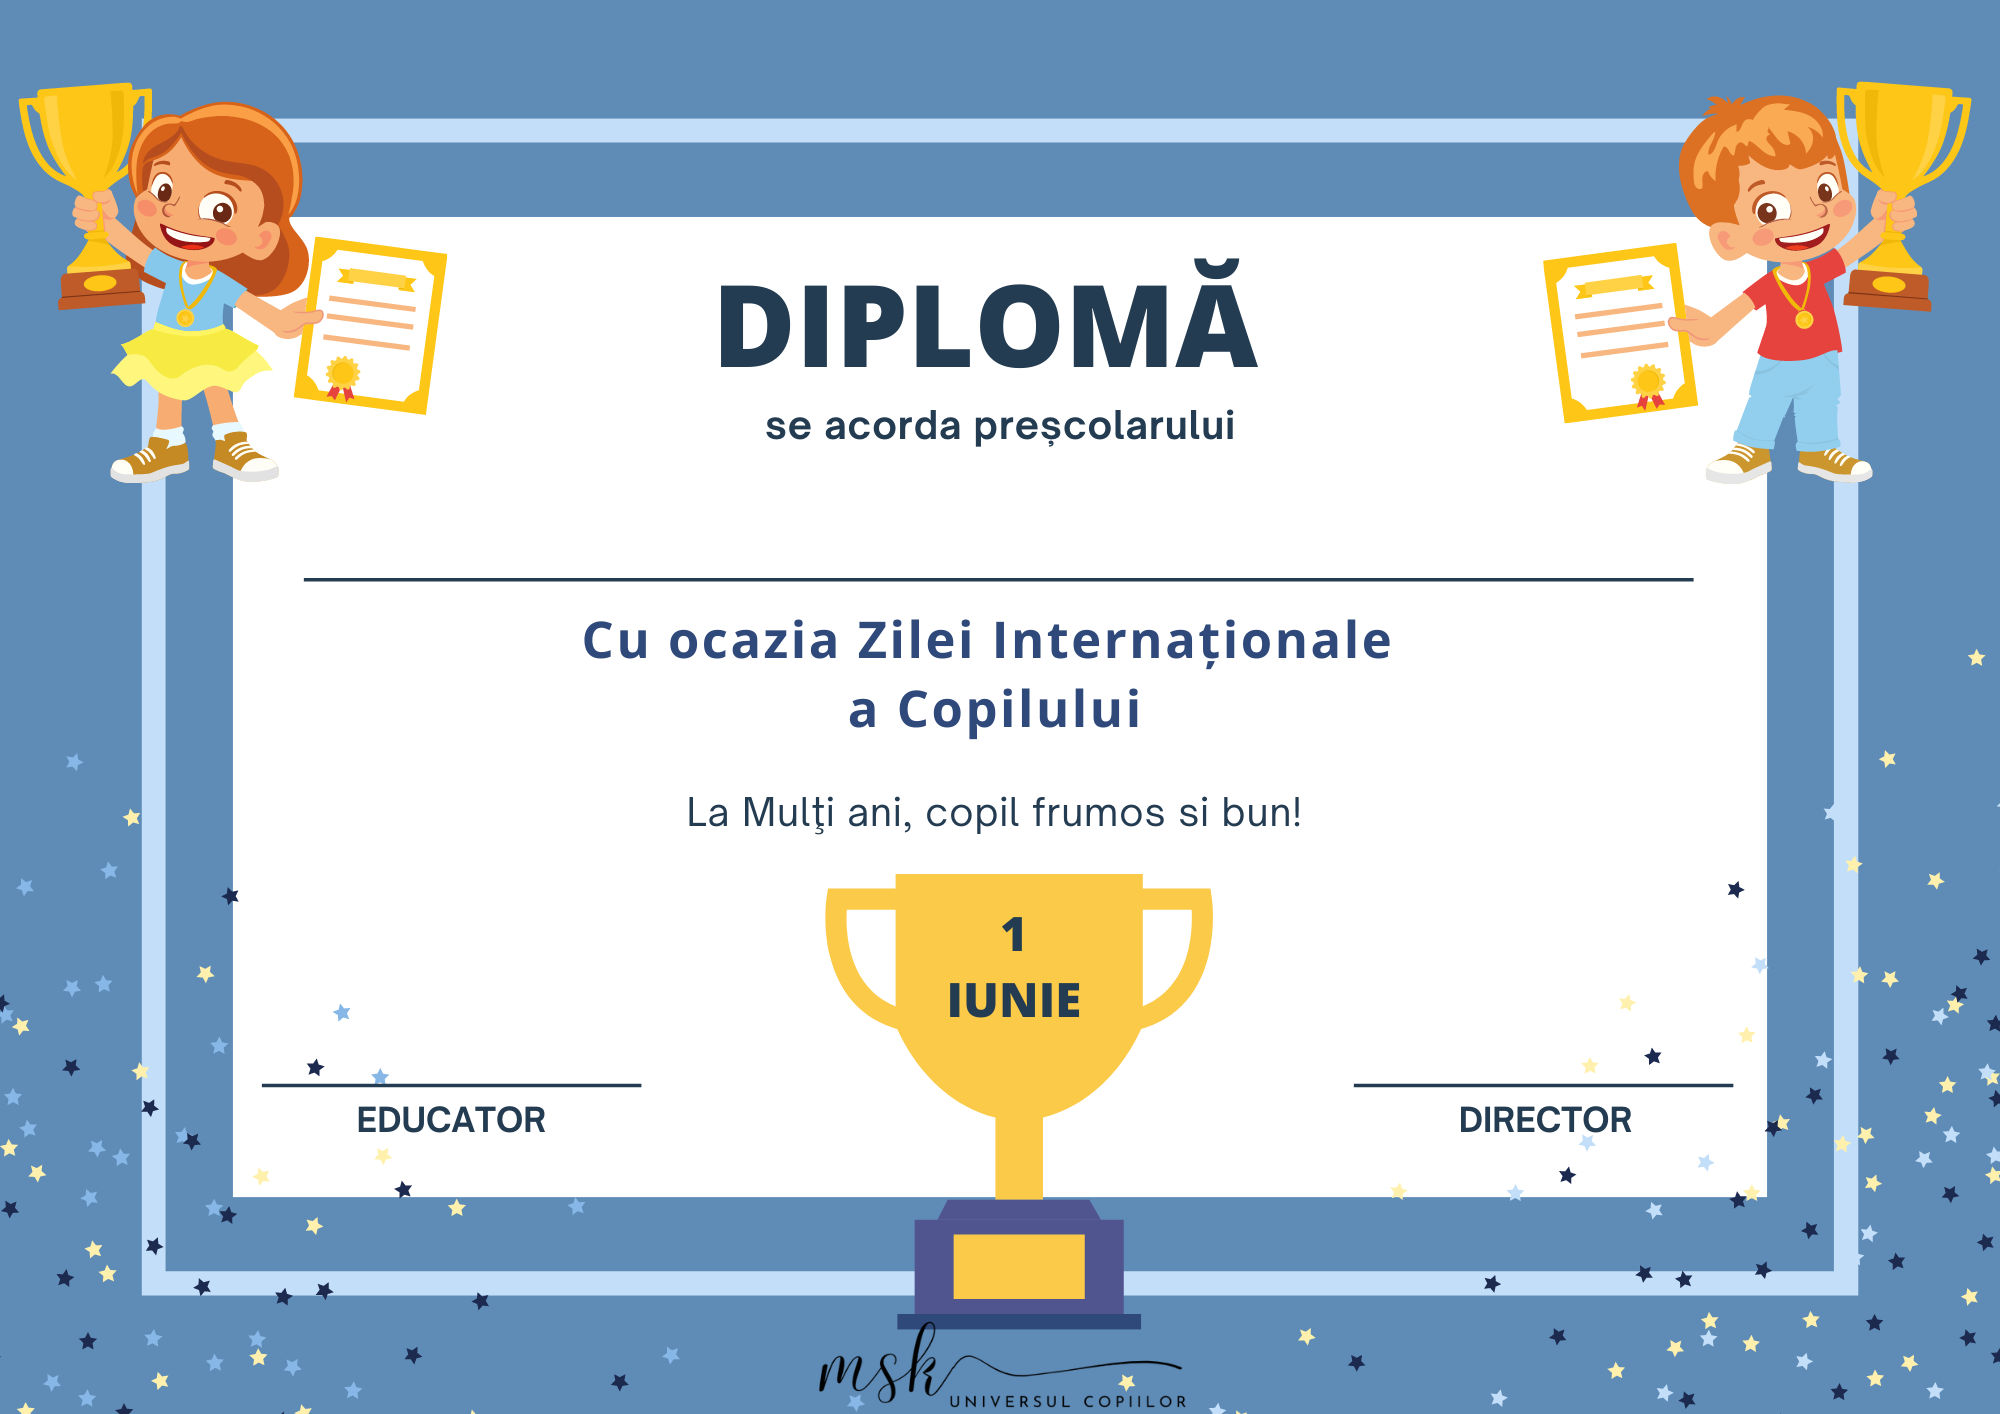 DIPLOMĂ
se acorda preșcolarului
Cu ocazia Zilei Internaționale
a Copilului
La Mulţi ani, copil frumos si bun!
1
IUNIE
EDUCATOR
DIRECTOR
msk
UNIVERSUL COPIILOR